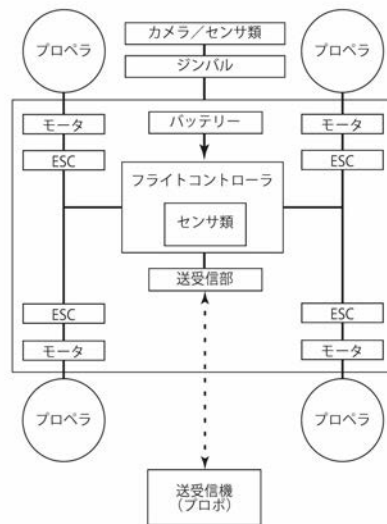 プロペラ
カメラ／センサ類
プロペラ
ジンバル
モータ
バッテリー
モータ
ESC
ESC
フライトコントローラ
センサ類
送受信部
ESC
ESC
モータ
モータ
プロペラ
プロペラ
送受信機
（プロポ）